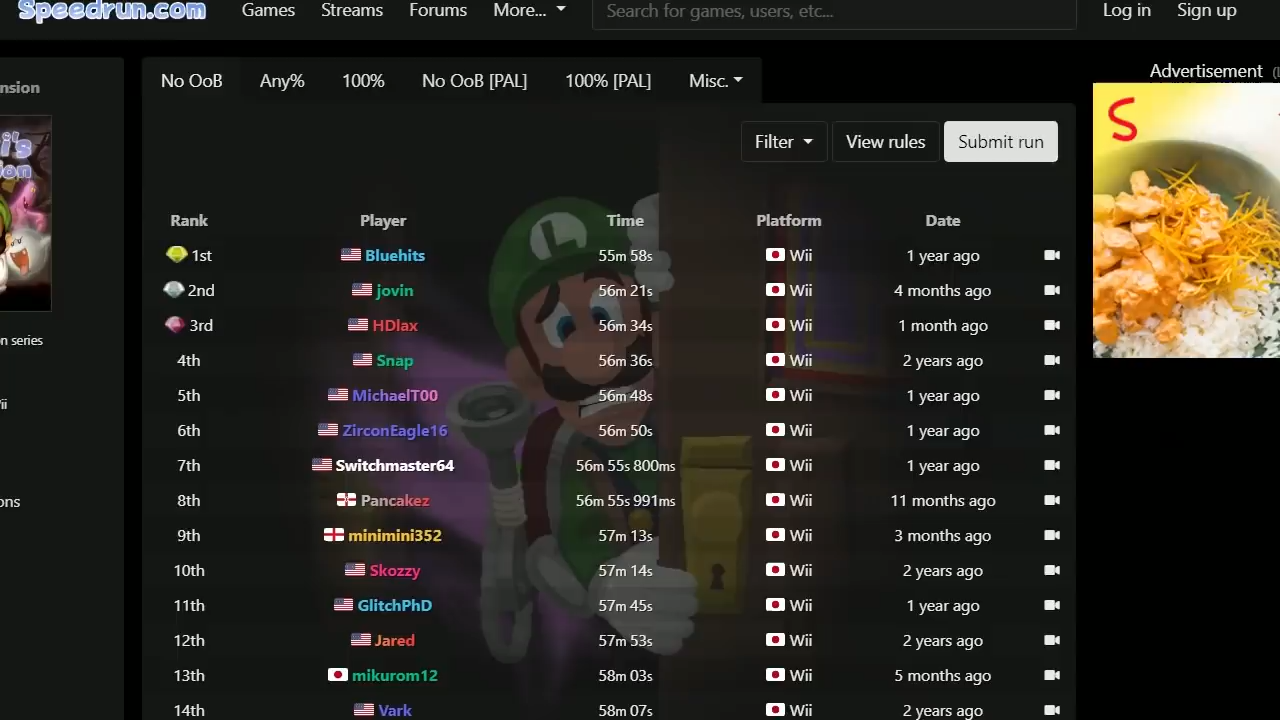 Speedrun.com Games Streams Forums More... Search for games, users, etc... Log in Sign up
nsion
No OoB Any% 100% No OoB [PAL] 100% [PAL] Misc.
Advertisement
S
Filter View rules Submit run
Rank Player Time Platform Date
1st Bluehits 55m 58s Wii 1 year ago
2nd jovin 56m 21s Wii 4 months ago
3rd HDlax 56m 34s Wii 1 month ago
n series
4th Snap 56m 36s Wii 2 years ago
5th MichaelT00 56m 48s Wii 1 year ago
ii
6th ZirconEagle16 56m 50s Wii 1 year ago
7th Switchmaster64 56m 55s 800ms Wii 1 year ago
8th Pancakez 56m 55s 991ms Wii 11 months ago
ons
9th minimini352 57m 13s Wii 3 months ago
10th Skozzy 57m 14s Wii 2 years ago
11th GlitchPhD 57m 45s Wii 1 year ago
12th Jared 57m 53s Wii 2 years ago
13th mikurom12 58m 03s Wii 5 months ago
14th Vark 58m 07s Wii 2 years ago